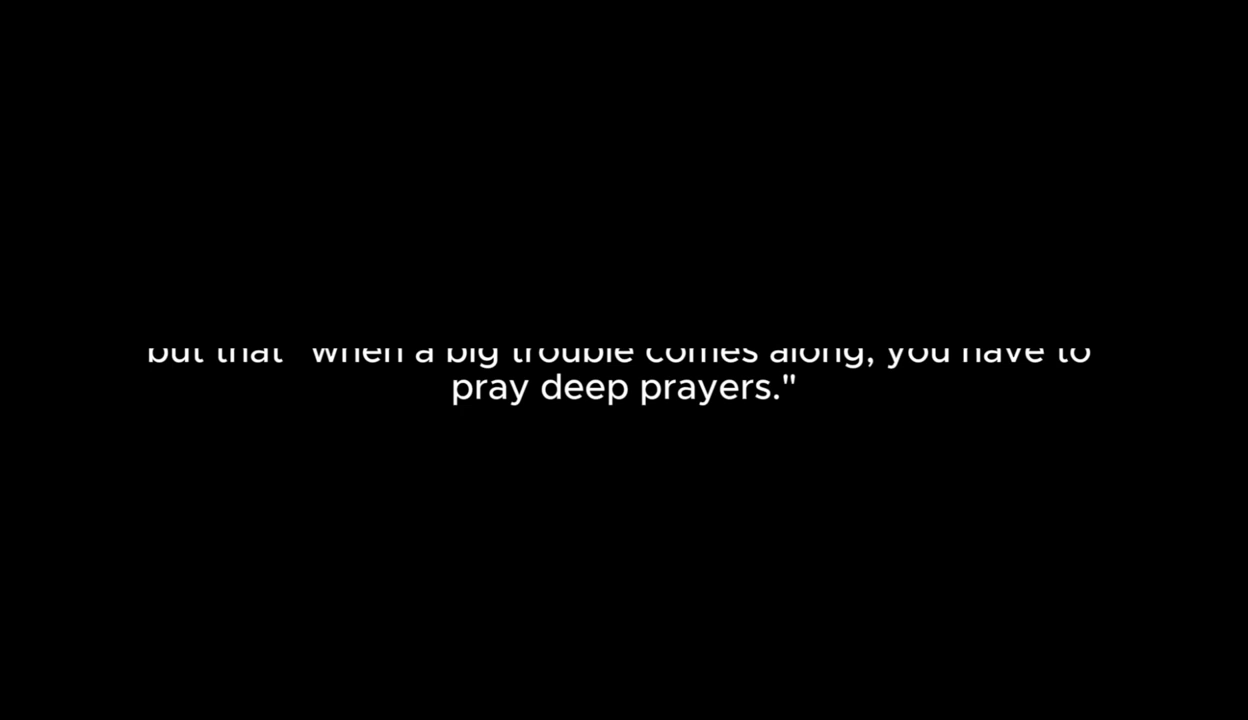 but that "when a big trouble comes along, you have to
pray deep prayers."